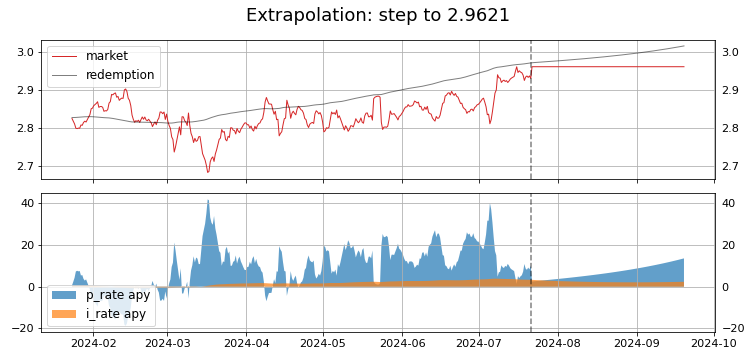 Extrapolation: step to 2.9621
3.0 3.0
market
redemption
2.9 2.9
2.8 2.8
2.7 2.7
40 40
20 20
0 0
p_rate apy
i_rate apy
−20 −20
2024-02 2024-03 2024-04 2024-05 2024-06 2024-07 2024-08 2024-09 2024-10